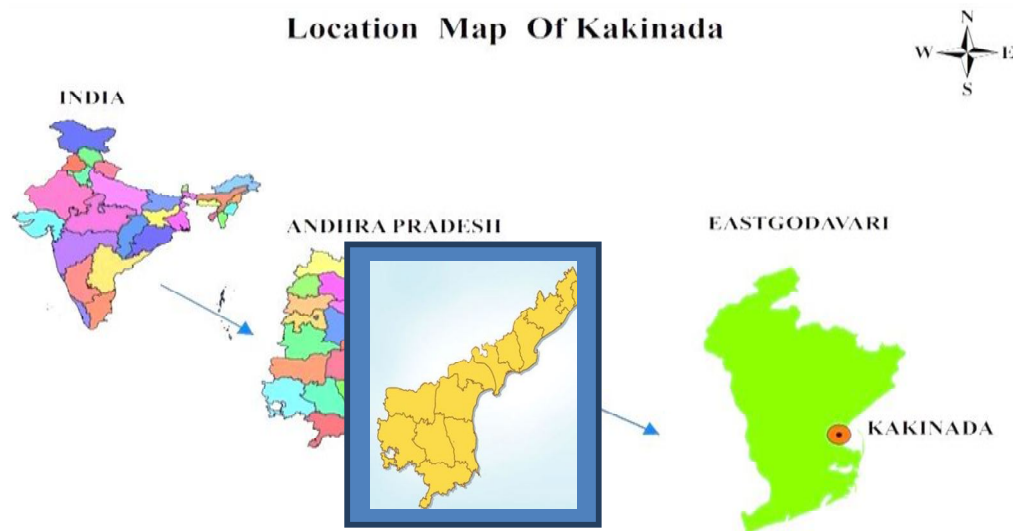 Location Map Of Kakinada
N
W E
S
INDIA
ANDHRA PRADESH
EASTGODAVARI
KAKINADA